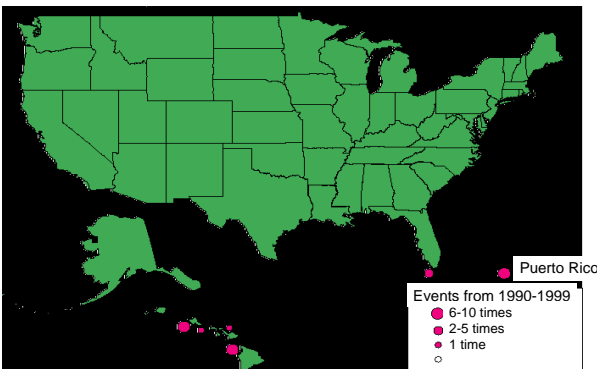 Puerto Rico
Events from 1990-1999
6-10 times
2-5 times
1 time